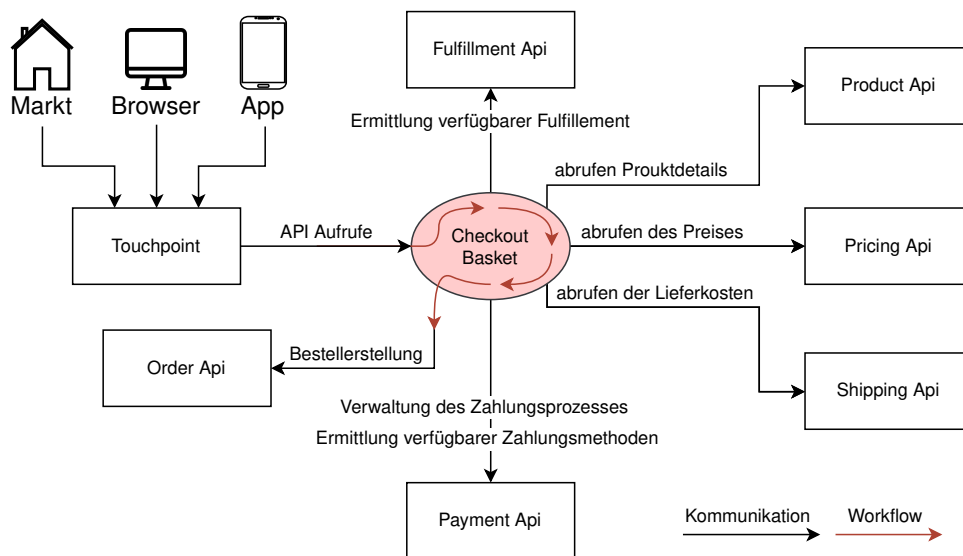 Markt
Browser
App
Fulfillment Api
Product Api
Ermittlung verfügbarer Fulfillement
abrufen Prouktdetails
Touchpoint
API Aufrufe
Checkout
Basket
abrufen des Preises
Pricing Api
abrufen der Lieferkosten
Order Api
Bestellerstellung
Shipping Api
Verwaltung des Zahlungsprozesses
Ermittlung verfügbarer Zahlungsmethoden
Payment Api
Kommunikation
Workflow